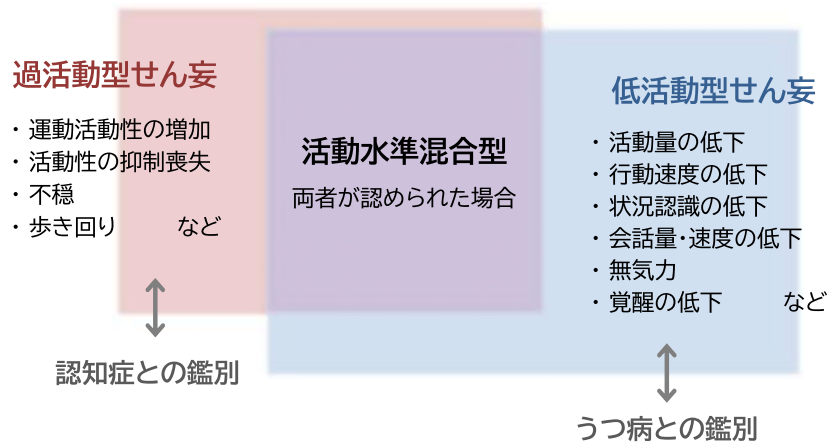 過活動型せん妄
・運動活動性の増加
・活動性の抑制喪失
・不穏
・歩き回り　　など
認知症との鑑別
活動水準混合型
両者が認められた場合
低活動型せん妄
・活動量の低下
・行動速度の低下
・状況認識の低下
・会話量・速度の低下
・無気力
・覚醒の低下　　など
うつ病との鑑別